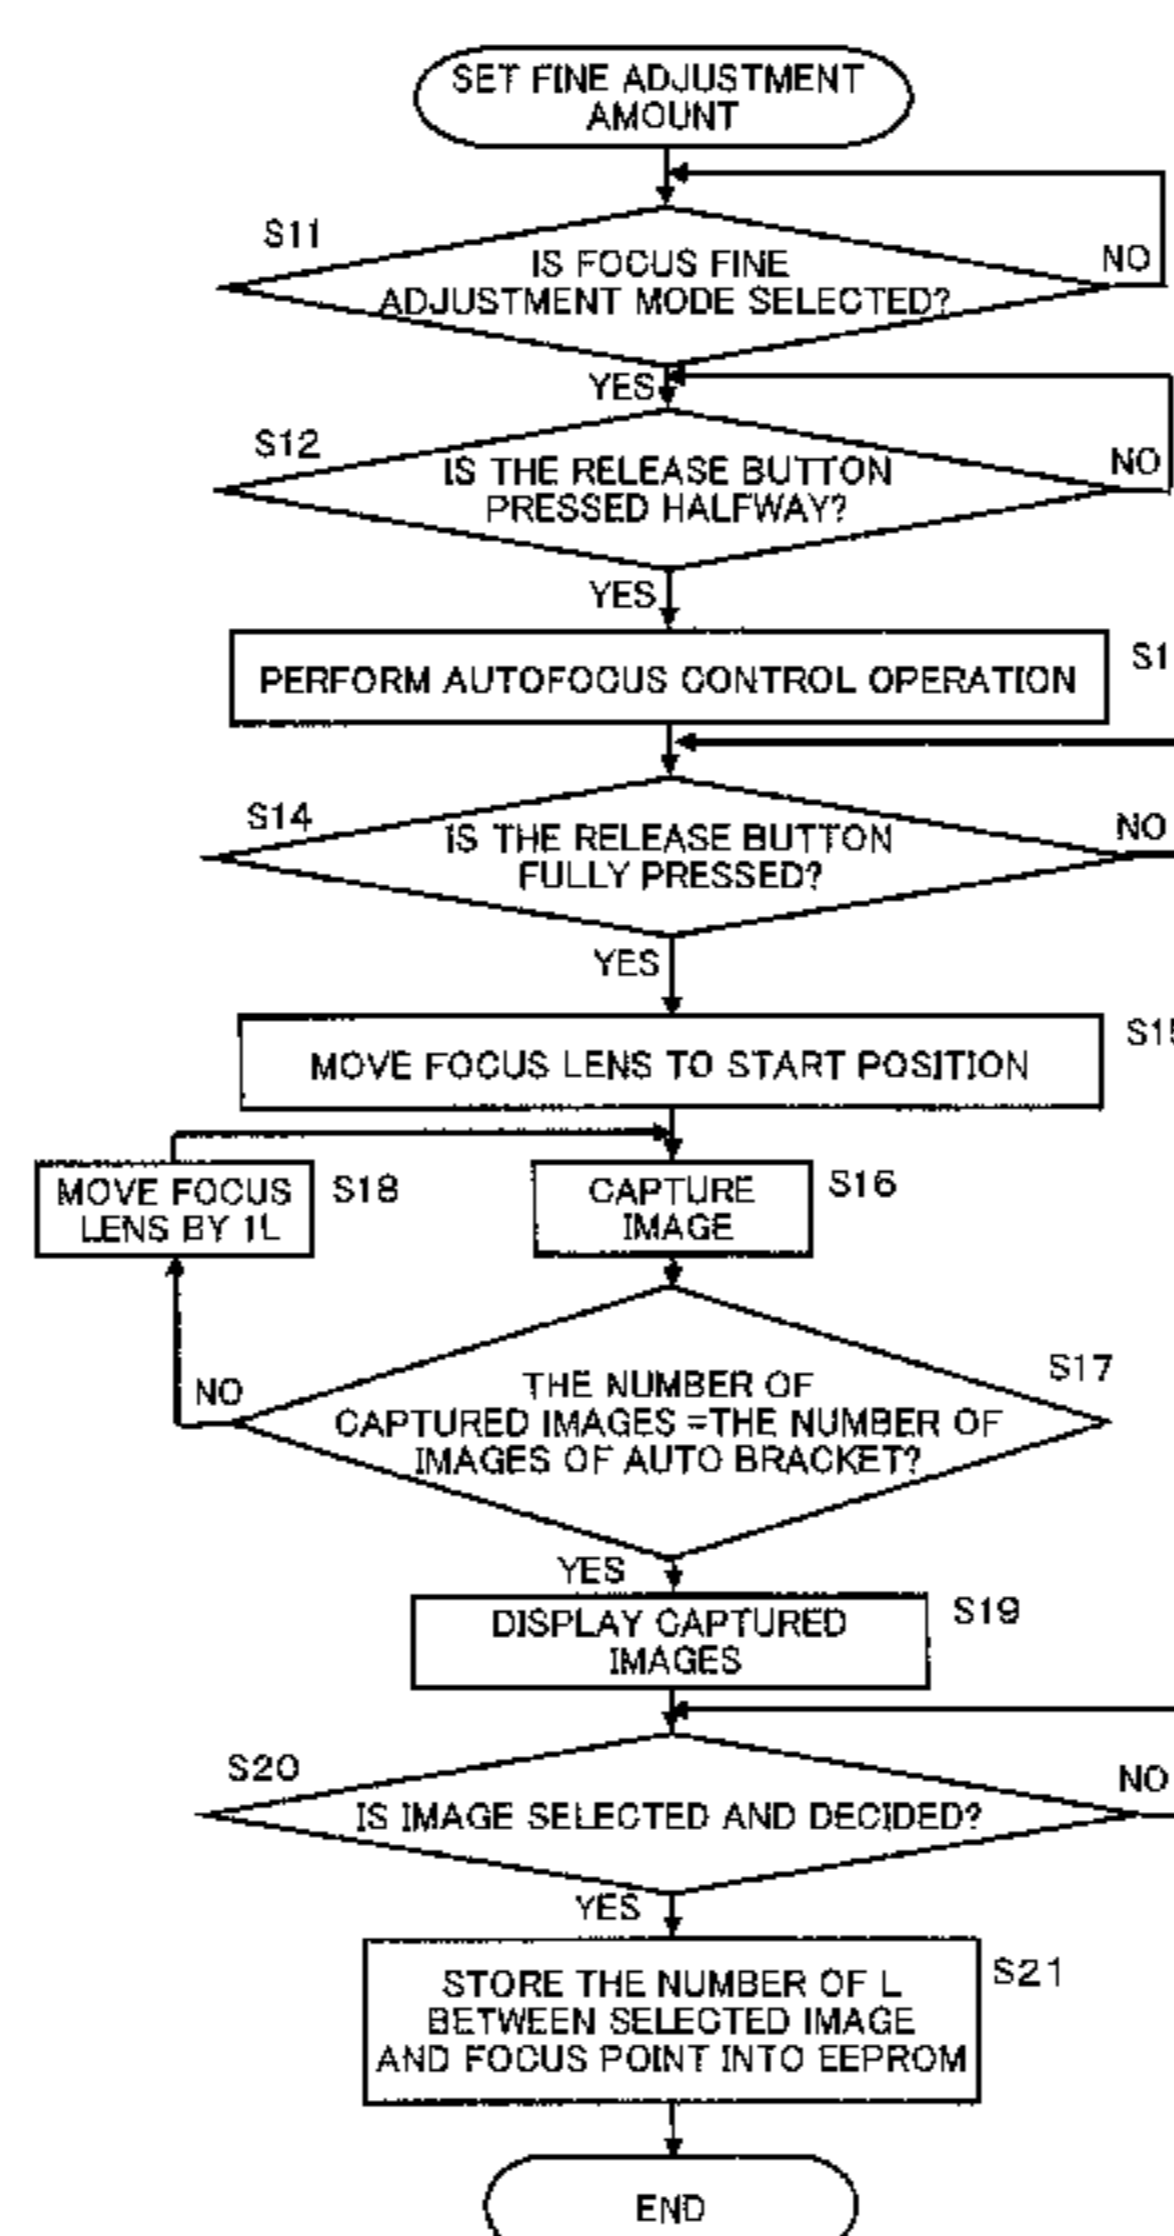 SET FINE ADJUSTMENT
AMOUNT
S11
IS FOCUS FINE
ADJUSTMENT MODE SELECTED?
NO
YES
S12
IS THE RELEASE BUTTON
PRESSED HALFWAY?
NO
YES
PERFORM AUTOFOCUS CONTROL OPERATION
S1
S14
IS THE RELEASE BUTTON
FULLY PRESSED?
NO
YES
MOVE FOCUS LENS TO START POSITION
S15
MOVE FOCUS
LENS BY 1L
S18
CAPTURE
IMAGE
S16
S17
THE NUMBER OF
CAPTURED IMAGES =THE NUMBER OF
IMAGES OF AUTO BRACKET?
NO
YES
DISPLAY CAPTURED
IMAGES
S19
S20
IS IMAGE SELECTED AND DECIDED?
NO
YES
STORE THE NUMBER OF L
BETWEEN SELECTED IMAGE
AND FOCUS POINT INTO EEPROM
S21
END